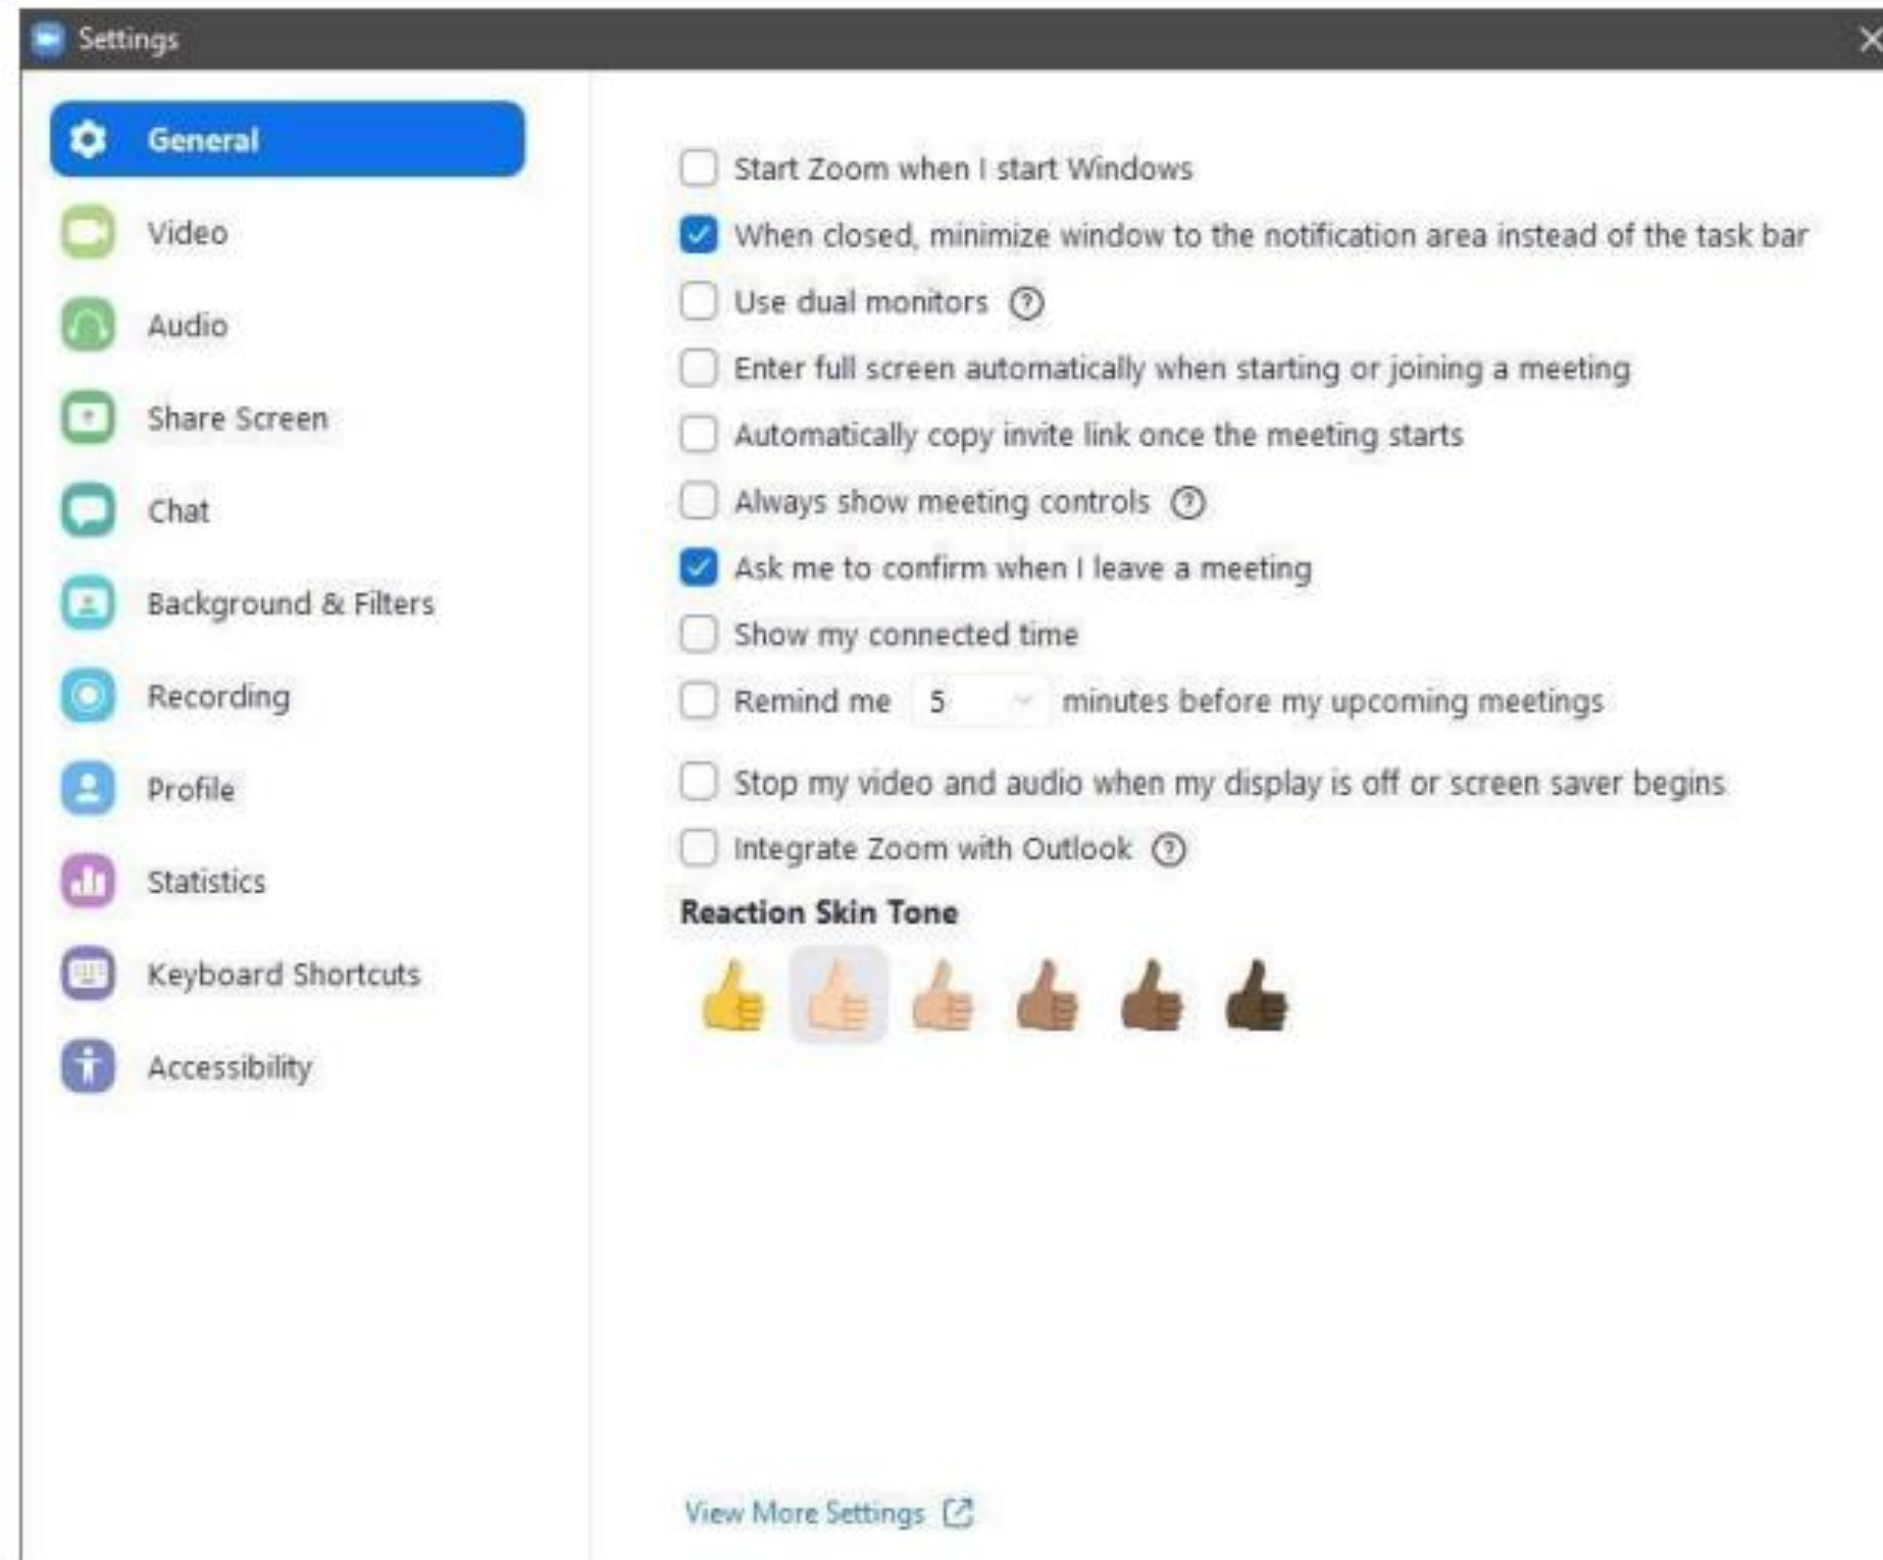 Settings
General
Video
Audio
Share Screen
Chat
Background & Filters
Recording
Profile
Statistics
Keyboard Shortcuts
Accessibility
Start Zoom when I start Windows
When closed, minimize window to the notification area instead of the task bar
Use dual monitors ?
Enter full screen automatically when starting or joining a meeting
Automatically copy invite link once the meeting starts
Always show meeting controls ?
Ask me to confirm when I leave a meeting
Show my connected time
Remind me 5 minutes before my upcoming meetings
Stop my video and audio when my display is off or screen saver begins
Integrate Zoom with Outlook ?
Reaction Skin Tone
View More Settings